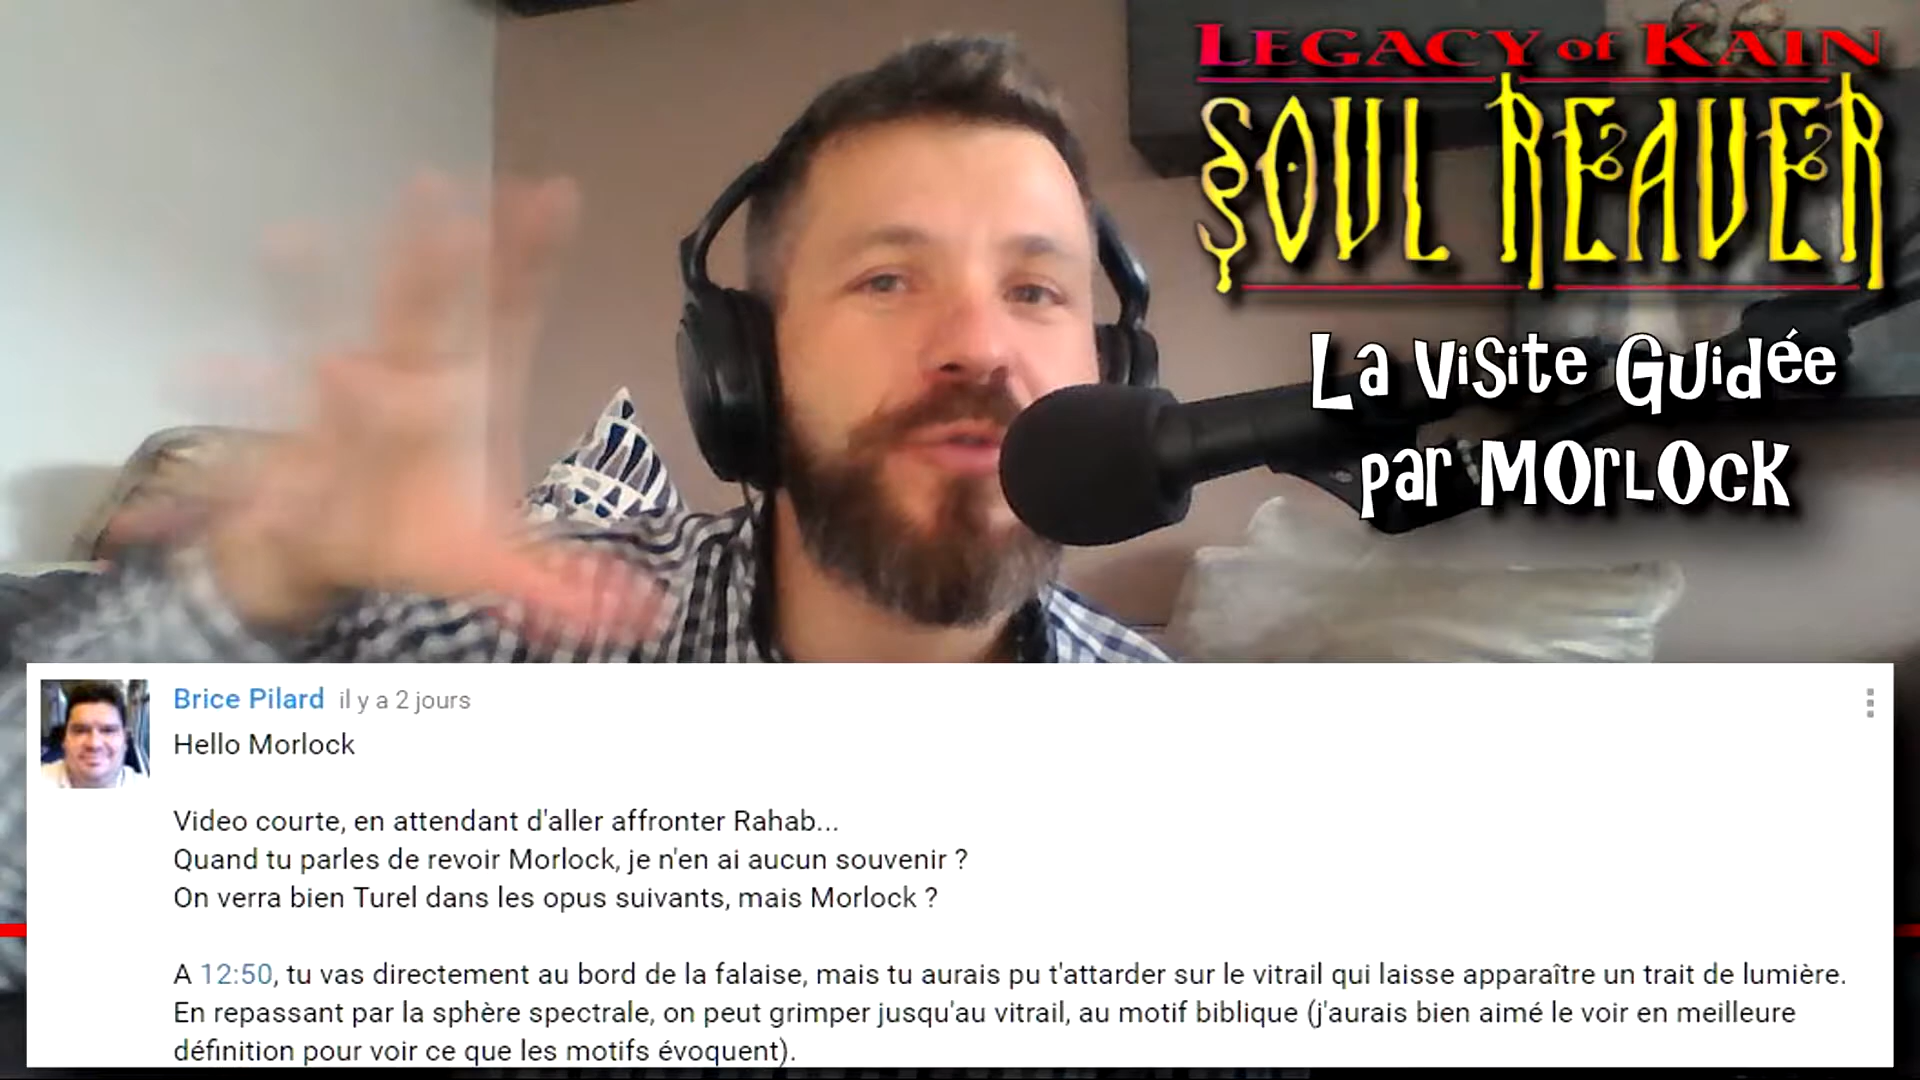 LEGACY of KAIN
SOUL REAVER
La Visite Guidée
par Morlock
Brice Pilard il y a 2 jours
Hello Morlock
Video courte, en attendant d'aller affronter Rahab...
Quand tu parles de revoir Morlock, je n'en ai aucun souvenir ?
On verra bien Turel dans les opus suivants, mais Morlock ?
A 12:50, tu vas directement au bord de la falaise, mais tu aurais pu t'attarder sur le vitrail qui laisse apparaître un trait de lumière.
En repassant par la sphère spectrale, on peut grimper jusqu'au vitrail, au motif biblique (j'aurais bien aimé le voir en meilleure
définition pour voir ce que les motifs évoquent).